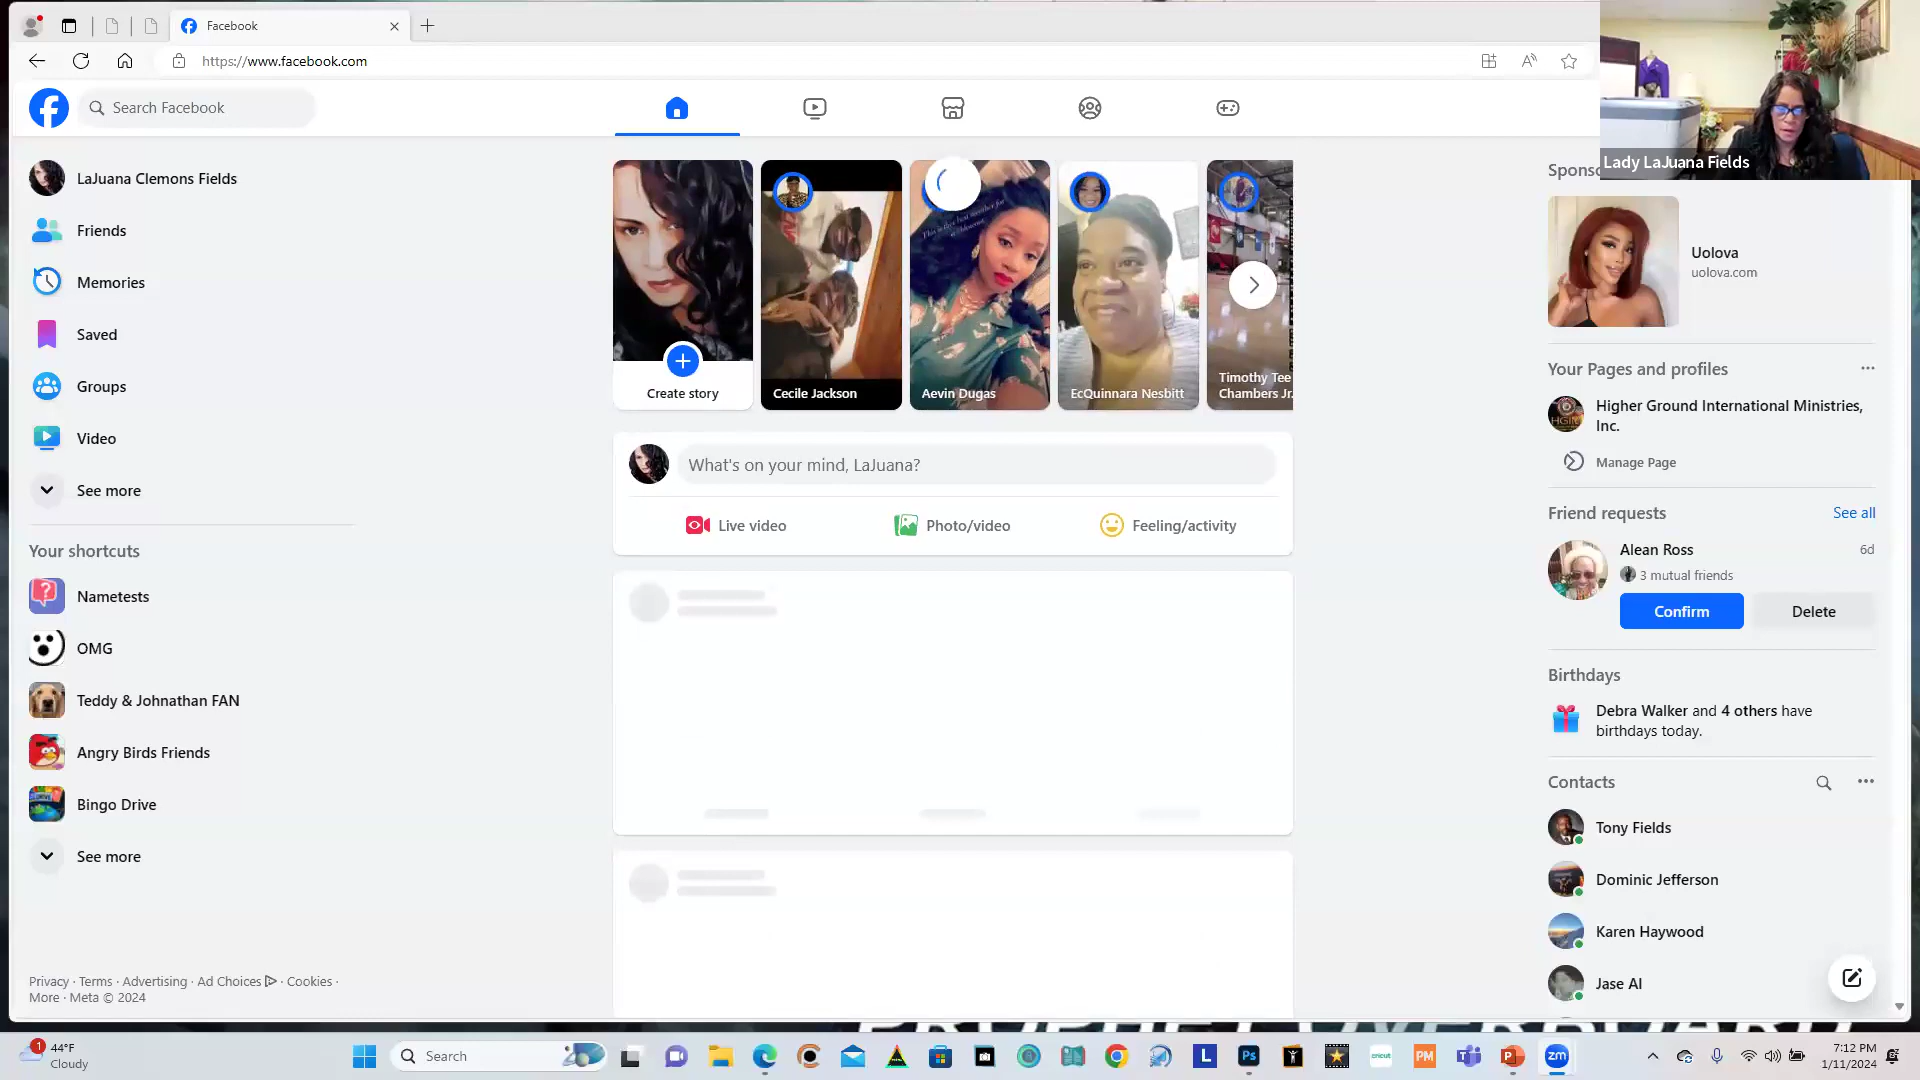 Facebook
https://www.facebook.com
Search Facebook
Lady LaJuana Fields
LaJuana Clemons Fields
Friends
Memories
Saved
Groups
Video
See more
Your shortcuts
Nametests
OMG
Teddy & Johnathan FAN
Angry Birds Friends
Bingo Drive
See more
Privacy · Terms · Advertising · Ad Choices · Cookies ·
More · Meta © 2024
Create story
Cecile Jackson
Aevin Dugas
EcQuinnara Nesbitt
Timothy Tee
Chambers Jr.
What's on your mind, LaJuana?
Live video
Photo/video
Feeling/activity
Uolova
uolova.com
Your Pages and profiles
Higher Ground International Ministries,
Inc.
Manage Page
Friend requests
See all
Alean Ross
6d
3 mutual friends
Confirm
Delete
Birthdays
Debra Walker and 4 others have
birthdays today.
Contacts
Tony Fields
Dominic Jefferson
Karen Haywood
Jase Al
1
44°F
Cloudy
Search
L
Ps
cricut
PM
zm
7:12 PM
1/11/2024